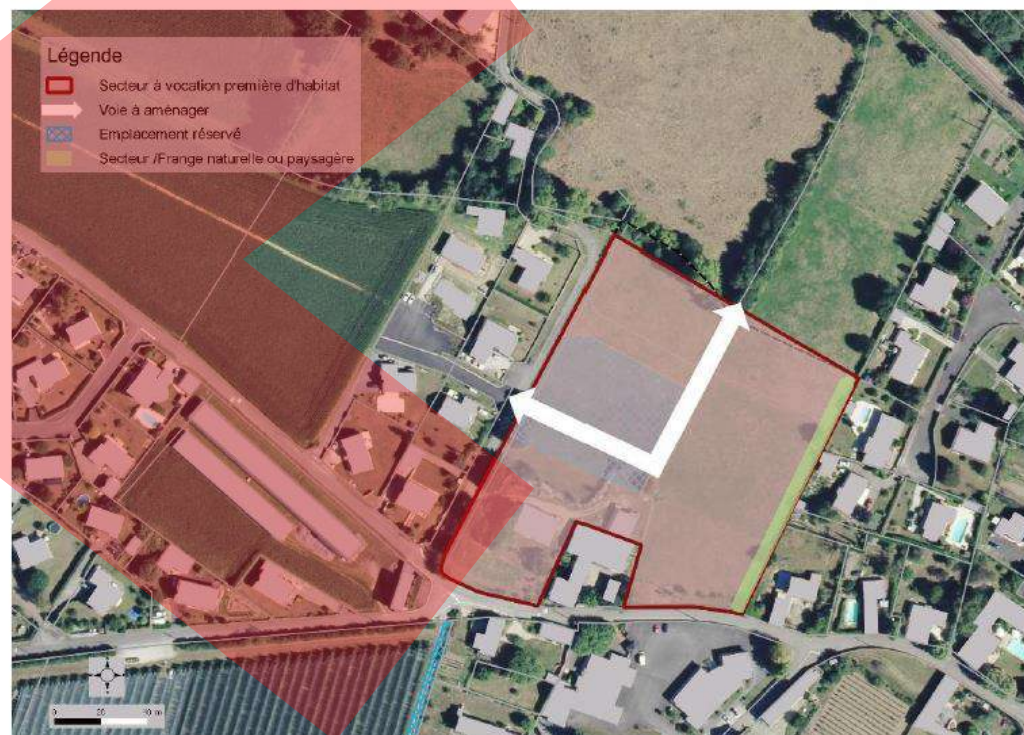 Légende
Secteur à vocation première d'habitat
Voie à aménager
Emplacement réservé
Secteur /Frange naturelle ou paysagère